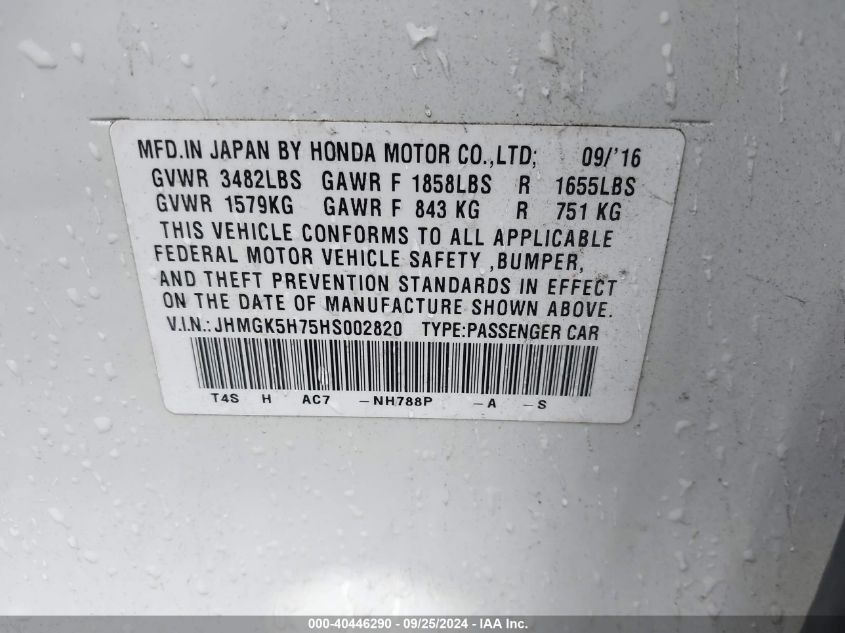 MFD.IN JAPAN BY HONDA MOTOR CO.,LTD; 09/'16
GVWR 3482LBS GAWR F 1858LBS R 1655LBS
GVWR 1579KG GAWR F 843 KG R 751 KG
THIS VEHICLE CONFORMS TO ALL APPLICABLE
FEDERAL MOTOR VEHICLE SAFETY ,BUMPER,
AND THEFT PREVENTION STANDARDS IN EFFECT
ON THE DATE OF MANUFACTURE SHOWN ABOVE.
V.I.N.:JHMGK5H75HS002820 TYPE:PASSENGER CAR
T4S H AC7 -NH788P -A -S
000-40446290 - 09/25/2024 - IAA Inc.